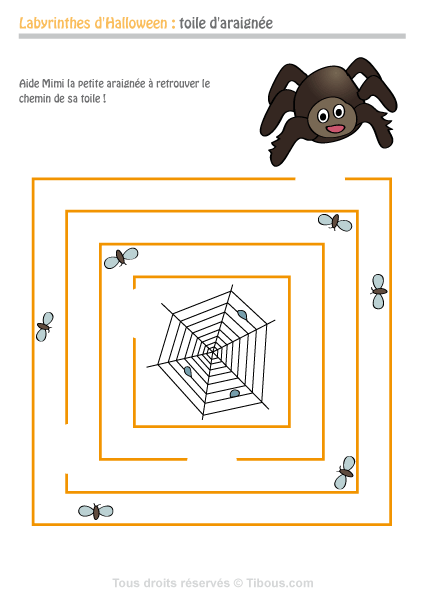 Labyrinthes d'Halloween : toile d'araignée
Aide Mimi la petite araignée à retrouver le
chemin de sa toile !
Tous droits réservés © Tibous.com